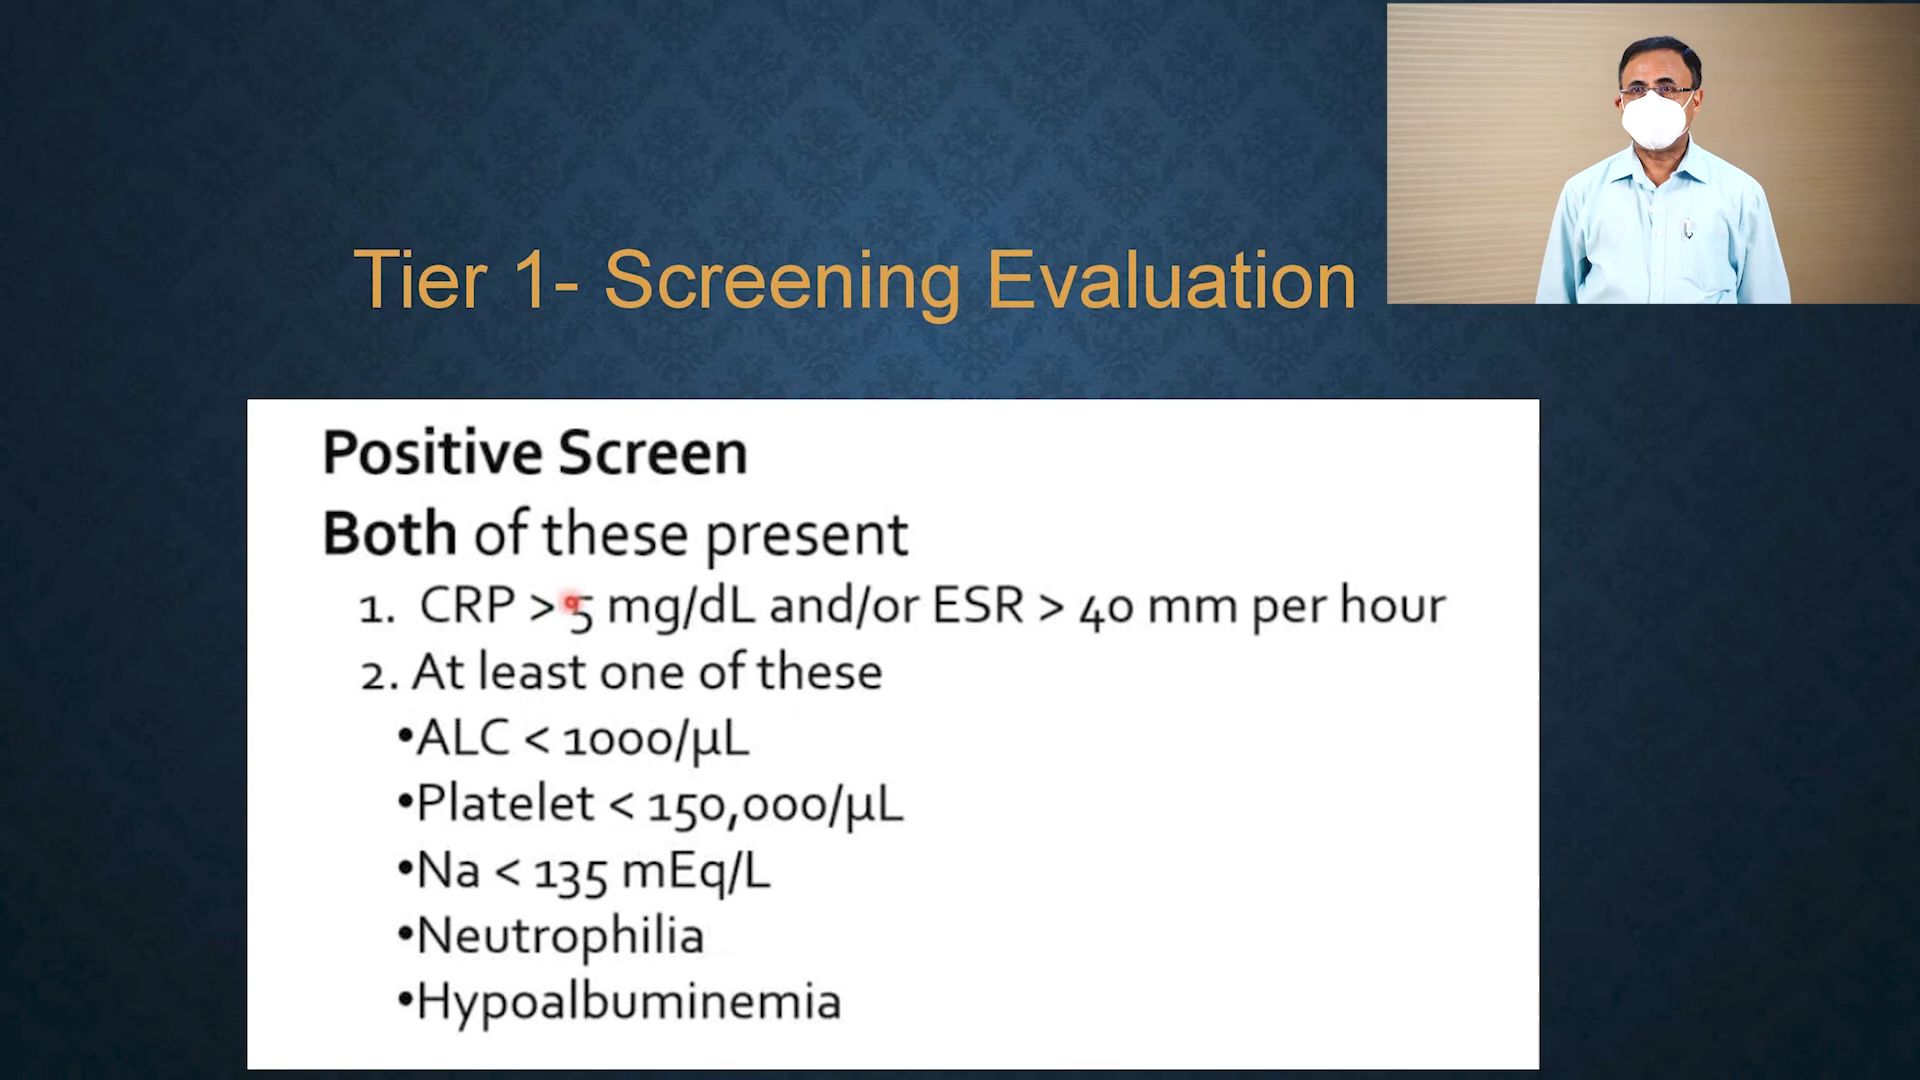 Tier 1- Screening Evaluation
Positive Screen
Both of these present
1. CRP > 5 mg/dL and/or ESR > 40 mm per hour
2. At least one of these
•ALC < 1000/µL
•Platelet < 150,000/µL
•Na < 135 mEq/L
•Neutrophilia
•Hypoalbuminemia